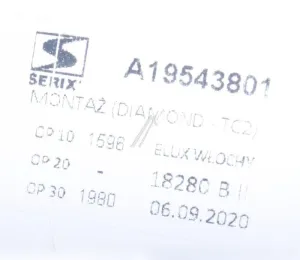 SERIX
A19543801
MONTAŻ (DIAMOND - TC2)
OP 10 1598 ELUX WŁOCHY
OP 20 - 18280 B II
OP 30 1980 06.09.2020